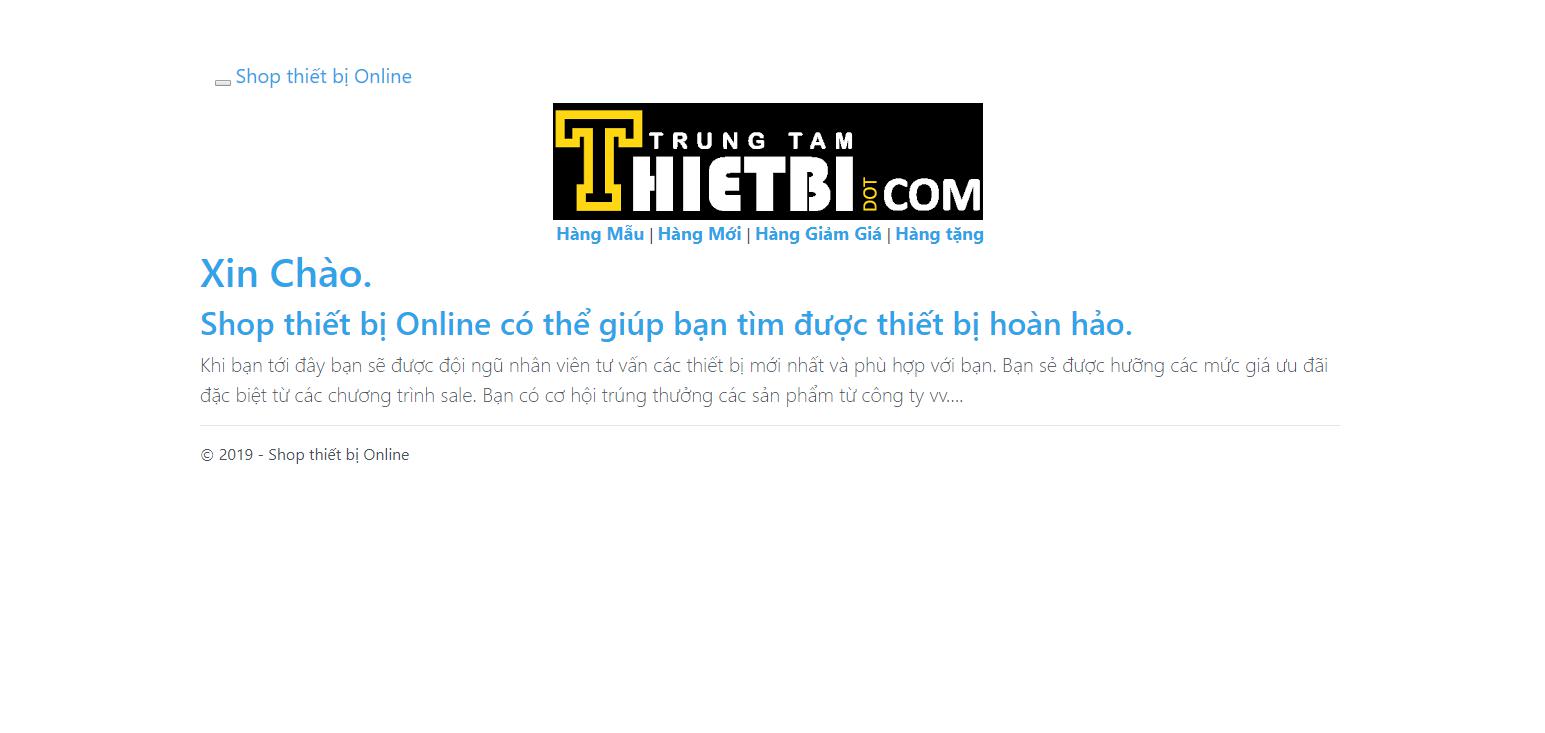 Shop thiết bị Online
TRUNG TAM
THIETBI DOT COM
Hàng Mẫu | Hàng Mới | Hàng Giảm Giá | Hàng tặng
Xin Chào.
Shop thiết bị Online có thể giúp bạn tìm được thiết bị hoàn hảo.
Khi bạn tới đây bạn sẽ được đội ngũ nhân viên tư vấn các thiết bị mới nhất và phù hợp với bạn. Bạn sẻ được hưỡng các mức giá ưu đãi
đặc biệt từ các chương trình sale. Bạn có cơ hội trúng thưởng các sản phẩm từ công ty vv....
© 2019 - Shop thiết bị Online